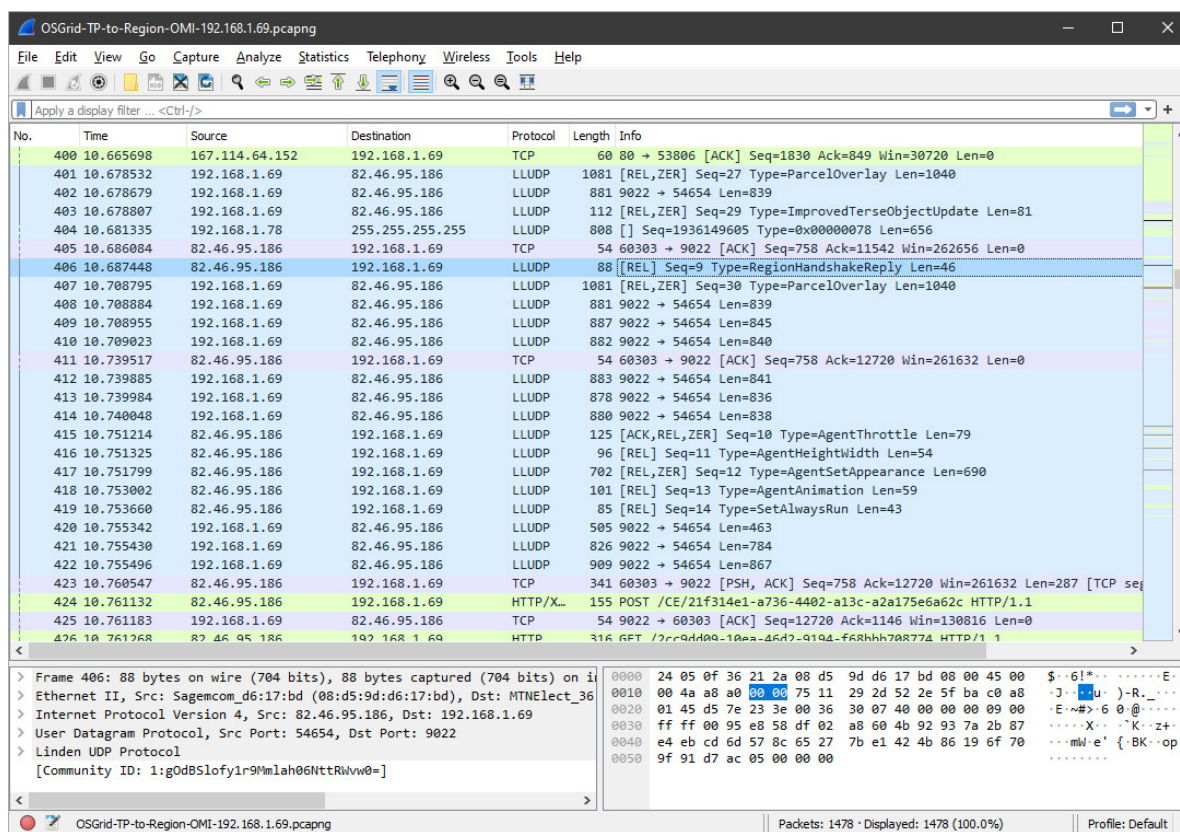 OSGrid-TP-to-Region-OMI-192.168.1.69.pcapng
File Edit View Go Capture Analyze Statistics Telephony Wireless Tools Help
Apply a display filter ... <Ctrl-/>
No. Time Source Destination Protocol Length Info
400 10.665698 167.114.64.152 192.168.1.69 TCP 60 80 → 53806 [ACK] Seq=1830 Ack=849 Win=30720 Len=0
401 10.678532 192.168.1.69 82.46.95.186 LLUDP 1081 [REL,ZER] Seq=27 Type=ParcelOverlay Len=1040
402 10.678679 192.168.1.69 82.46.95.186 LLUDP 881 9022 → 54654 Len=839
403 10.678807 192.168.1.69 82.46.95.186 LLUDP 112 [REL,ZER] Seq=29 Type=ImprovedTerseObjectUpdate Len=81
404 10.681335 192.168.1.78 255.255.255.255 LLUDP 808 [] Seq=1936149605 Type=0x00000078 Len=656
405 10.686084 82.46.95.186 192.168.1.69 TCP 54 60303 → 9022 [ACK] Seq=758 Ack=11542 Win=262656 Len=0
406 10.687448 82.46.95.186 192.168.1.69 LLUDP 88 [REL] Seq=9 Type=RegionHandshakeReply Len=46
407 10.708795 192.168.1.69 82.46.95.186 LLUDP 1081 [REL,ZER] Seq=30 Type=ParcelOverlay Len=1040
408 10.708884 192.168.1.69 82.46.95.186 LLUDP 881 9022 → 54654 Len=839
409 10.708955 192.168.1.69 82.46.95.186 LLUDP 887 9022 → 54654 Len=845
410 10.709023 192.168.1.69 82.46.95.186 LLUDP 882 9022 → 54654 Len=840
411 10.739517 82.46.95.186 192.168.1.69 TCP 54 60303 → 9022 [ACK] Seq=758 Ack=12720 Win=261632 Len=0
412 10.739885 192.168.1.69 82.46.95.186 LLUDP 883 9022 → 54654 Len=841
413 10.739984 192.168.1.69 82.46.95.186 LLUDP 878 9022 → 54654 Len=836
414 10.740048 192.168.1.69 82.46.95.186 LLUDP 880 9022 → 54654 Len=838
415 10.751214 82.46.95.186 192.168.1.69 LLUDP 125 [ACK,REL,ZER] Seq=10 Type=AgentThrottle Len=79
416 10.751325 82.46.95.186 192.168.1.69 LLUDP 96 [REL] Seq=11 Type=AgentHeightWidth Len=54
417 10.751799 82.46.95.186 192.168.1.69 LLUDP 702 [REL,ZER] Seq=12 Type=AgentSetAppearance Len=690
418 10.753002 82.46.95.186 192.168.1.69 LLUDP 101 [REL] Seq=13 Type=AgentAnimation Len=59
419 10.753660 82.46.95.186 192.168.1.69 LLUDP 85 [REL] Seq=14 Type=SetAlwaysRun Len=43
420 10.755342 192.168.1.69 82.46.95.186 LLUDP 505 9022 → 54654 Len=463
421 10.755430 192.168.1.69 82.46.95.186 LLUDP 826 9022 → 54654 Len=784
422 10.755496 192.168.1.69 82.46.95.186 LLUDP 909 9022 → 54654 Len=867
423 10.760547 82.46.95.186 192.168.1.69 TCP 341 60303 → 9022 [PSH, ACK] Seq=758 Ack=12720 Win=261632 Len=287 [TCP seg
424 10.761132 82.46.95.186 192.168.1.69 HTTP/X… 155 POST /CE/21f314e1-a736-4402-a13c-a2a175e6a62c HTTP/1.1
425 10.761183 192.168.1.69 82.46.95.186 TCP 54 9022 → 60303 [ACK] Seq=12720 Ack=1146 Win=130816 Len=0
426 10.761268 82.46.95.186 192.168.1.69 HTTP 316 GET /2cc9dd09-10ea-46d2-9194-f68bbb708774 HTTP/1.1
Frame 406: 88 bytes on wire (704 bits), 88 bytes captured (704 bits) on i
Ethernet II, Src: Sagemcom_d6:17:bd (08:d5:9d:d6:17:bd), Dst: MTNElect_36
Internet Protocol Version 4, Src: 82.46.95.186, Dst: 192.168.1.69
User Datagram Protocol, Src Port: 54654, Dst Port: 9022
Linden UDP Protocol
[Community ID: 1:gOdBSlofy1r9Mmlah06NttRWvw0=]
0000 24 05 0f 36 21 2a 08 d5 9d d6 17 bd 08 00 45 00 $··6!*·· ······E·
0010 00 4a a8 a0 00 00 75 11 29 2d 52 2e 5f ba c0 a8 ·J····u· )-R._···
0020 01 45 d5 7e 23 3e 00 36 30 07 40 00 00 00 09 00 ·E·~#>·6 0·@·····
0030 ff ff 00 95 e8 58 df 02 a8 60 4b 92 93 7a 2b 87 ·····X·· ·`K··z+·
0040 e4 eb cd 6d 57 8c 65 27 7b e1 42 4b 86 19 6f 70 ···mW·e' {·BK··op
0050 9f 91 d7 ac 05 00 00 00 ········
OSGrid-TP-to-Region-OMI-192.168.1.69.pcapng Packets: 1478 · Displayed: 1478 (100.0%) Profile: Default